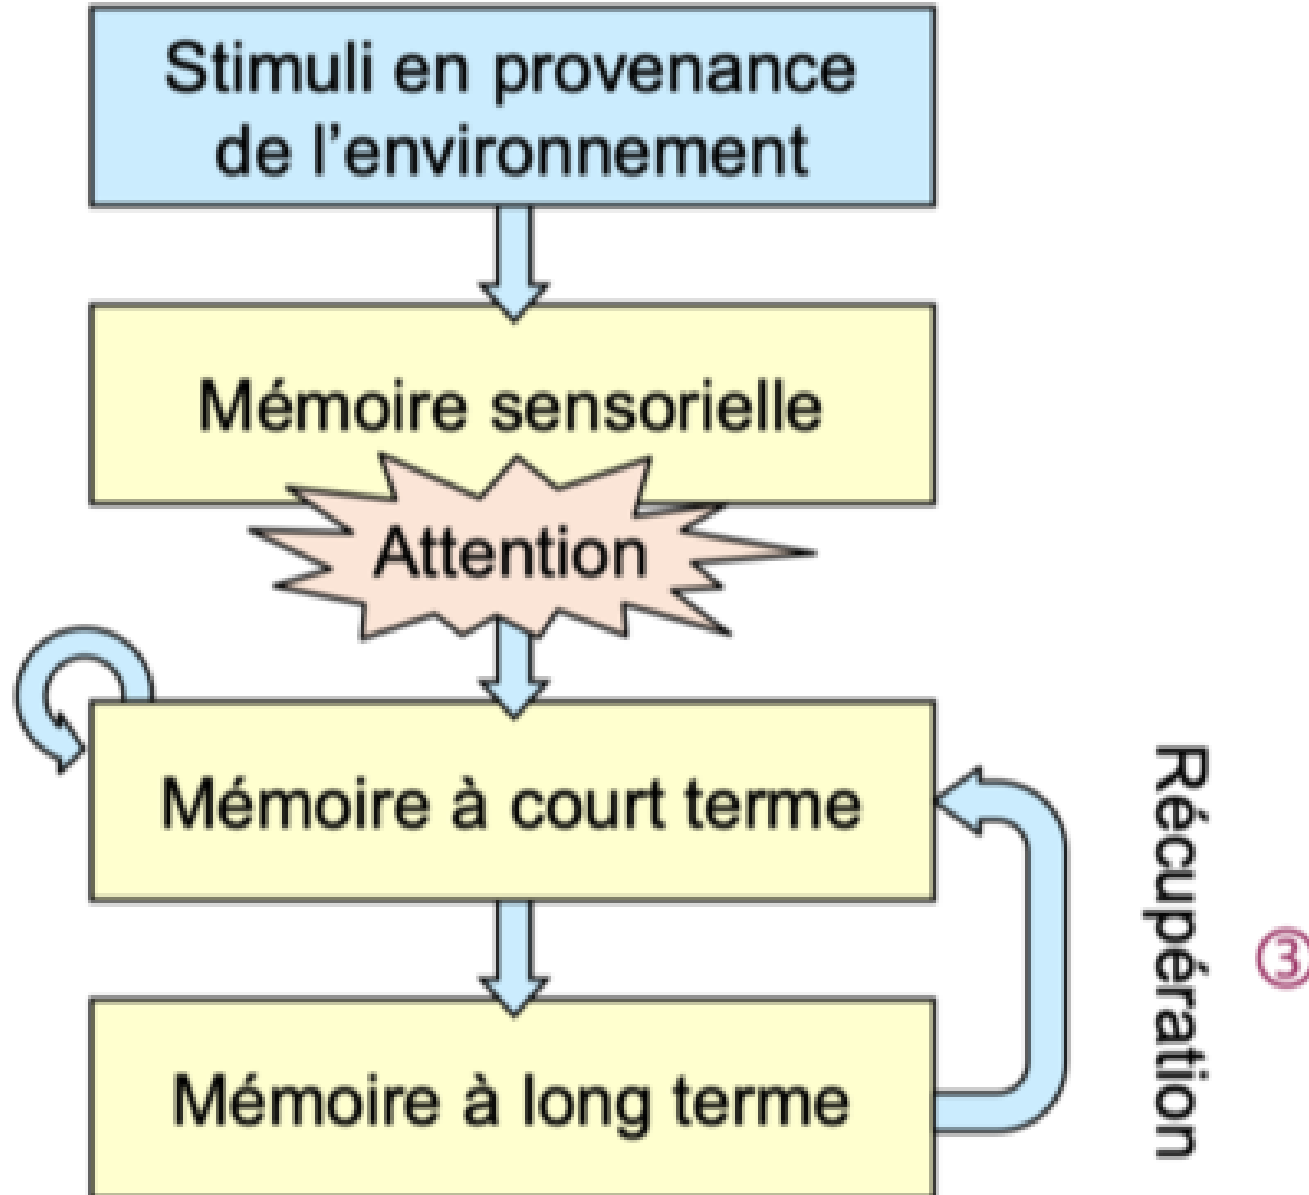 Stimuli en provenance
de l'environnement
Mémoire sensorielle
Attention
Mémoire à court terme
Mémoire à long terme
Récupération
③